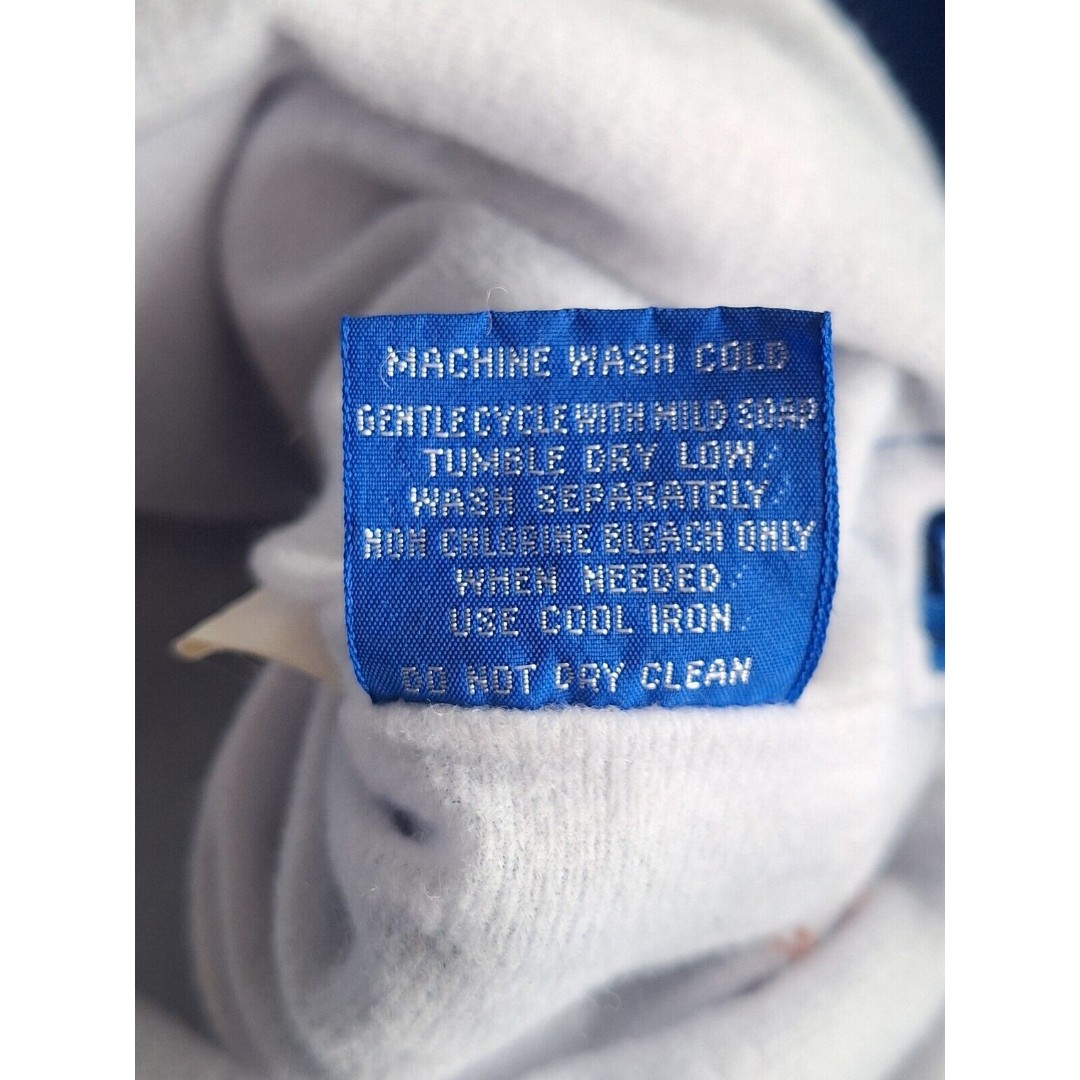 MACHINE WASH COLD
GENTLE CYCLE WITH MILD SOAP
TUMBLE DRY LOW
WASH SEPARATELY
NON CHLORINE BLEACH ONLY
WHEN NEEDED
USE COOL IRON
DO NOT DRY CLEAN